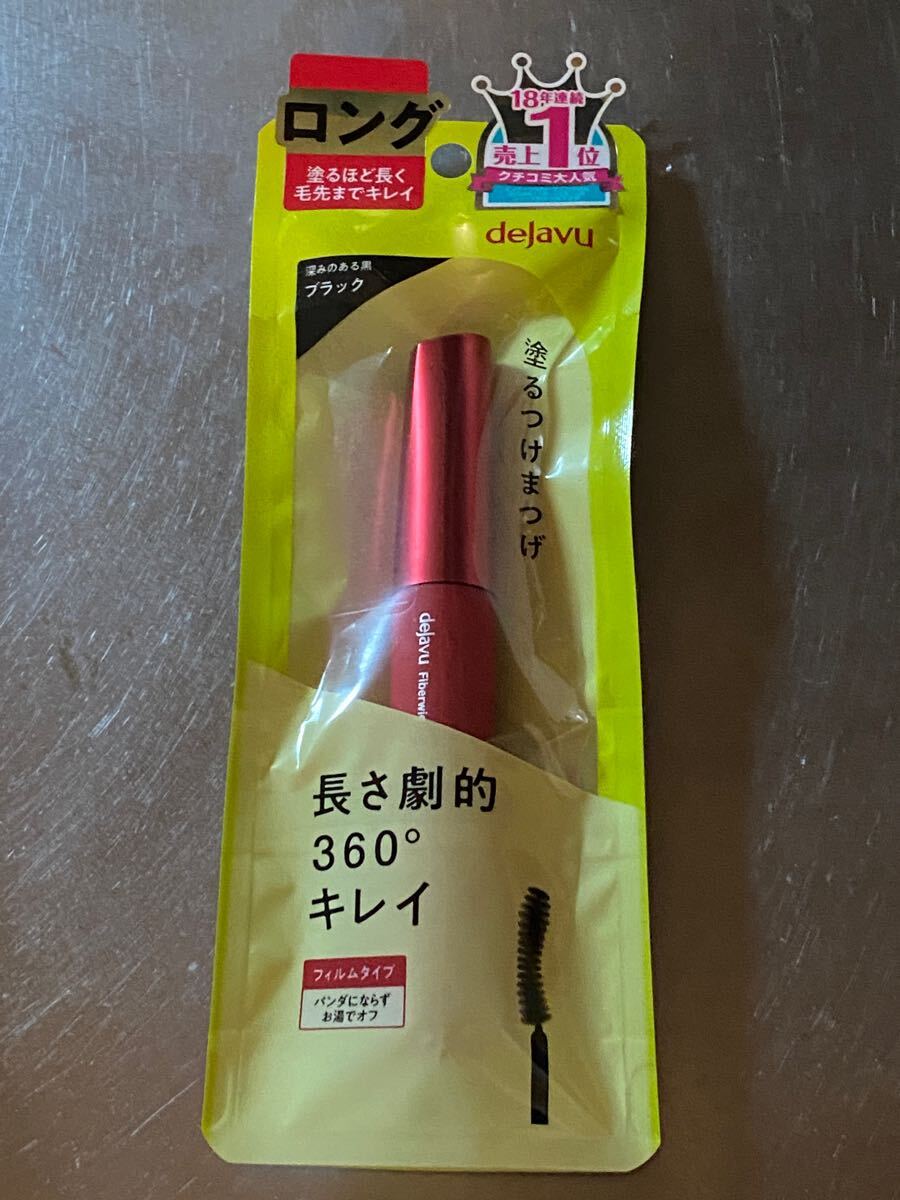 ロング
塗るほど長く
毛先までキレイ
18年連続
売上1位
クチコミ大人気
dejavu
深みのある黒
ブラック
塗るつけまつげ
dejavu Fiberwi
長さ劇的
360°
キレイ
フィルムタイプ
パンダにならず
お湯でオフ